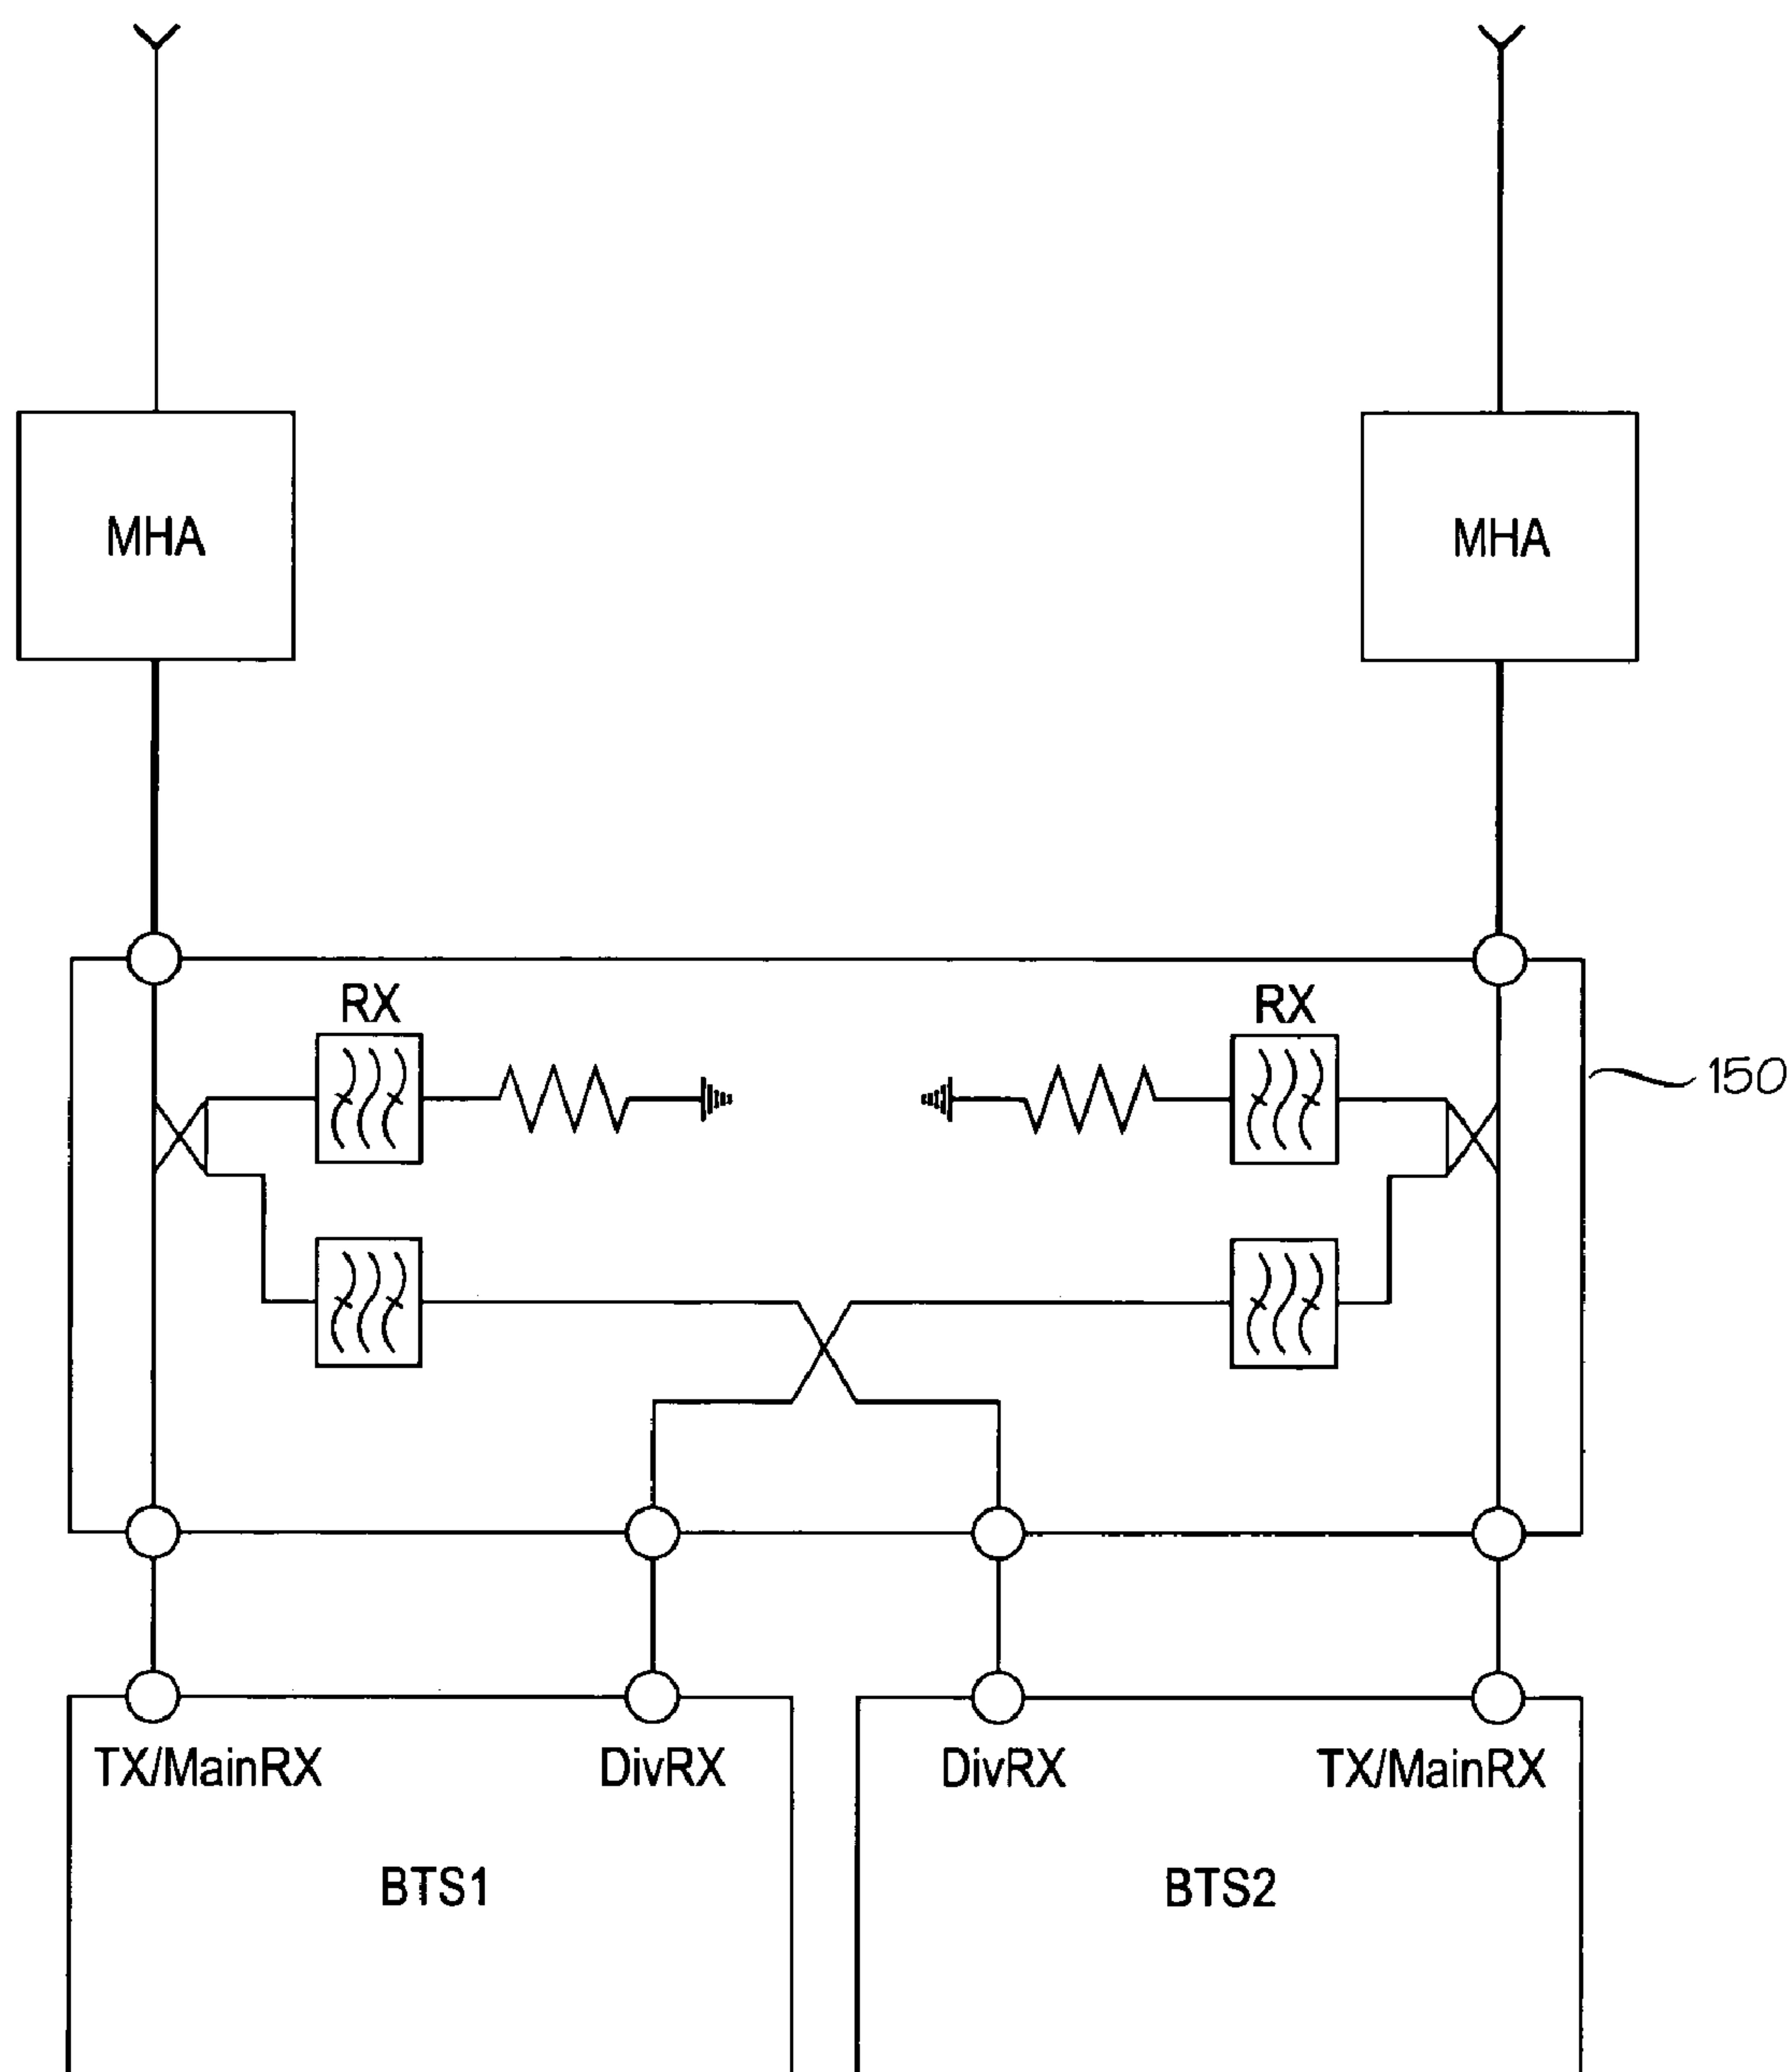 MHA
MHA
RX
RX
150
TX/MainRX
DivRX
DivRX
TX/MainRX
BTS1
BTS2